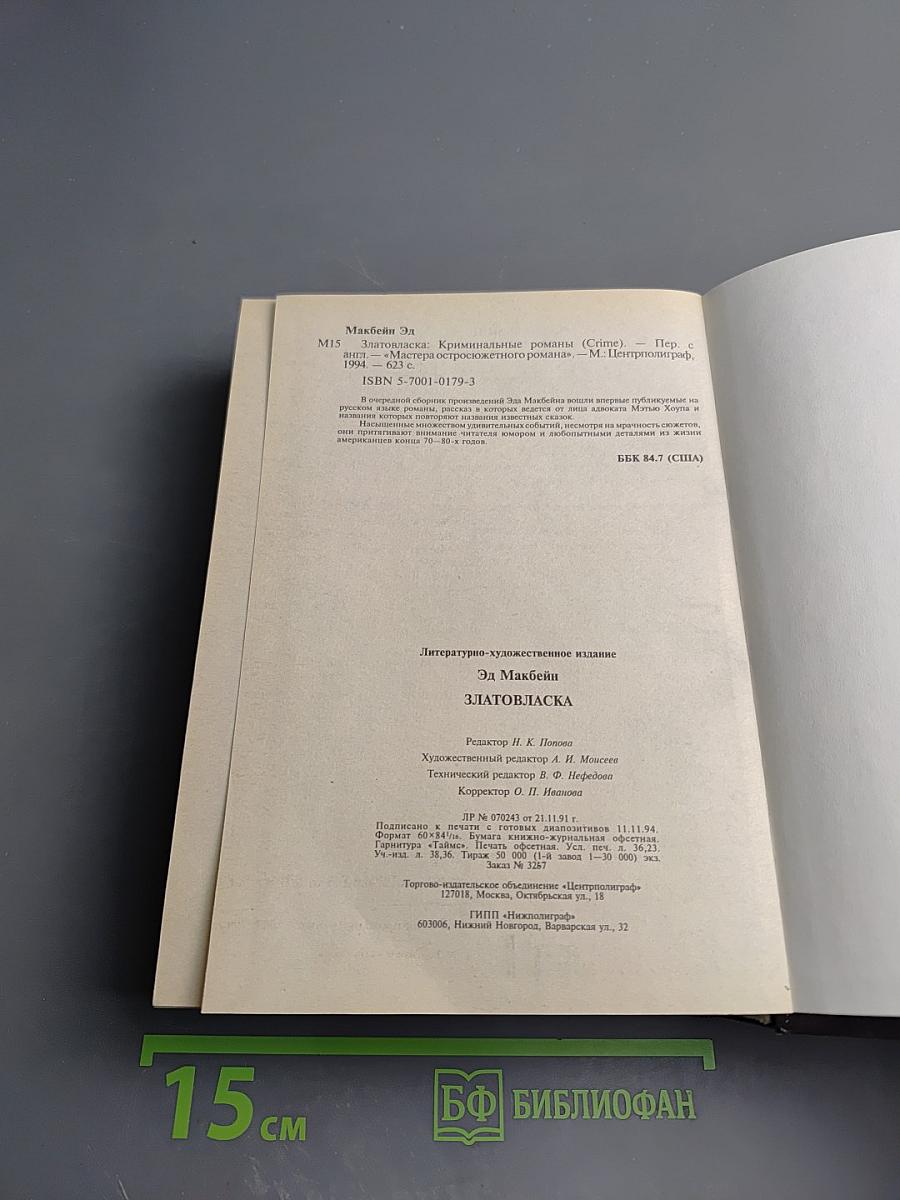 Макбейн Эд
М15 Златовласка: Криминальные романы (Crime). — Пер. с
англ. — «Мастера остросюжетного романа». — М.: Центрполиграф,
1994. — 623 с.
ISBN 5-7001-0179-3
В очередной сборник произведений Эда Макбейна вошли впервые публикуемые на
русском языке романы, рассказ в которых ведется от лица адвоката Мэтью Хоупа и
названия которых повторяют названия известных сказок.
Насыщенные множеством удивительных событий, несмотря на мрачность сюжетов,
они притягивают внимание читателя юмором и любопытными деталями из жизни
американцев конца 70—80-х годов.
ББК 84.7 (США)
Литературно-художественное издание
Эд Макбейн
ЗЛАТОВЛАСКА
Редактор Н. К. Попова
Художественный редактор А. И. Моисеев
Технический редактор В. Ф. Нефедова
Корректор О. П. Иванова
ЛР № 070243 от 21.11.91 г.
Подписано к печати с готовых диапозитивов 11.11.94.
Формат 60×84¹/₁₆. Бумага книжно-журнальная офсетная.
Гарнитура «Таймс». Печать офсетная. Усл. печ. л. 36,23.
Уч.-изд. л. 38,36. Тираж 50 000 (1-й завод 1—30 000) экз.
Заказ № 3267
Торгово-издательское объединение «Центрполиграф»
127018, Москва, Октябрьская ул., 18
ГИПП «Нижполиграф»
603006, Нижний Новгород, Варварская ул., 32
15 см
БФ БИБЛИОФАН